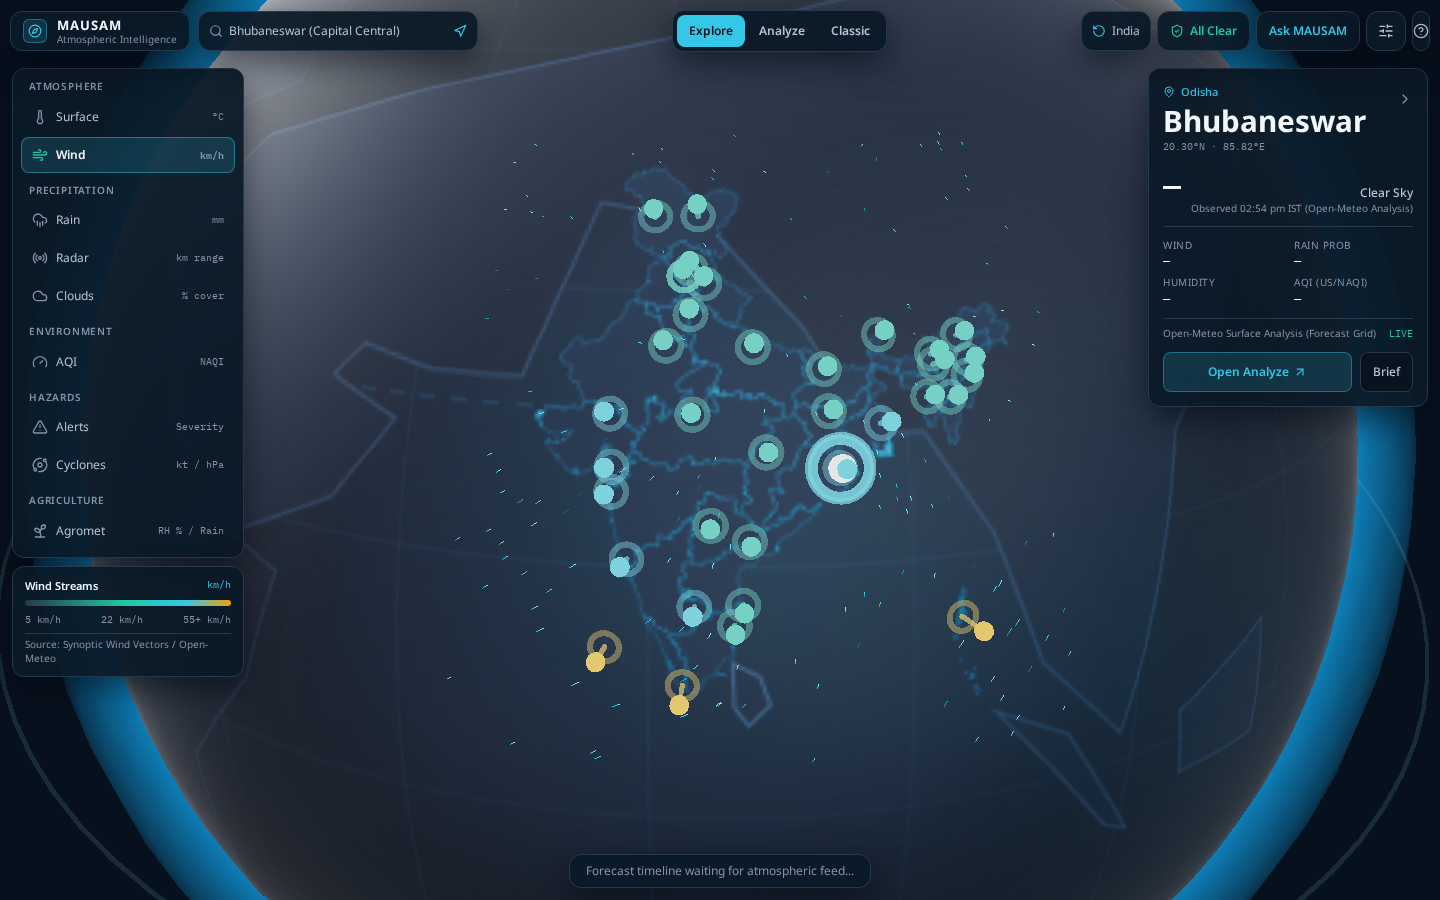 MAUSAM
Atmospheric Intelligence
Bhubaneswar (Capital Central)
Explore
Analyze
Classic
India
All Clear
Ask MAUSAM
ATMOSPHERE
Surface °C
Wind km/h
PRECIPITATION
Rain mm
Radar km range
Clouds % cover
ENVIRONMENT
AQI NAQI
HAZARDS
Alerts Severity
Cyclones kt / hPa
AGRICULTURE
Agromet RH % / Rain
Wind Streams km/h
5 km/h 22 km/h 55+ km/h
Source: Synoptic Wind Vectors / Open-
Meteo
Odisha
Bhubaneswar
20.30°N · 85.82°E
—
Clear Sky
Observed 02:54 pm IST (Open-Meteo Analysis)
WIND RAIN PROB
— —
HUMIDITY AQI (US/NAQI)
— —
Open-Meteo Surface Analysis (Forecast Grid) LIVE
Open Analyze
Brief
Forecast timeline waiting for atmospheric feed...